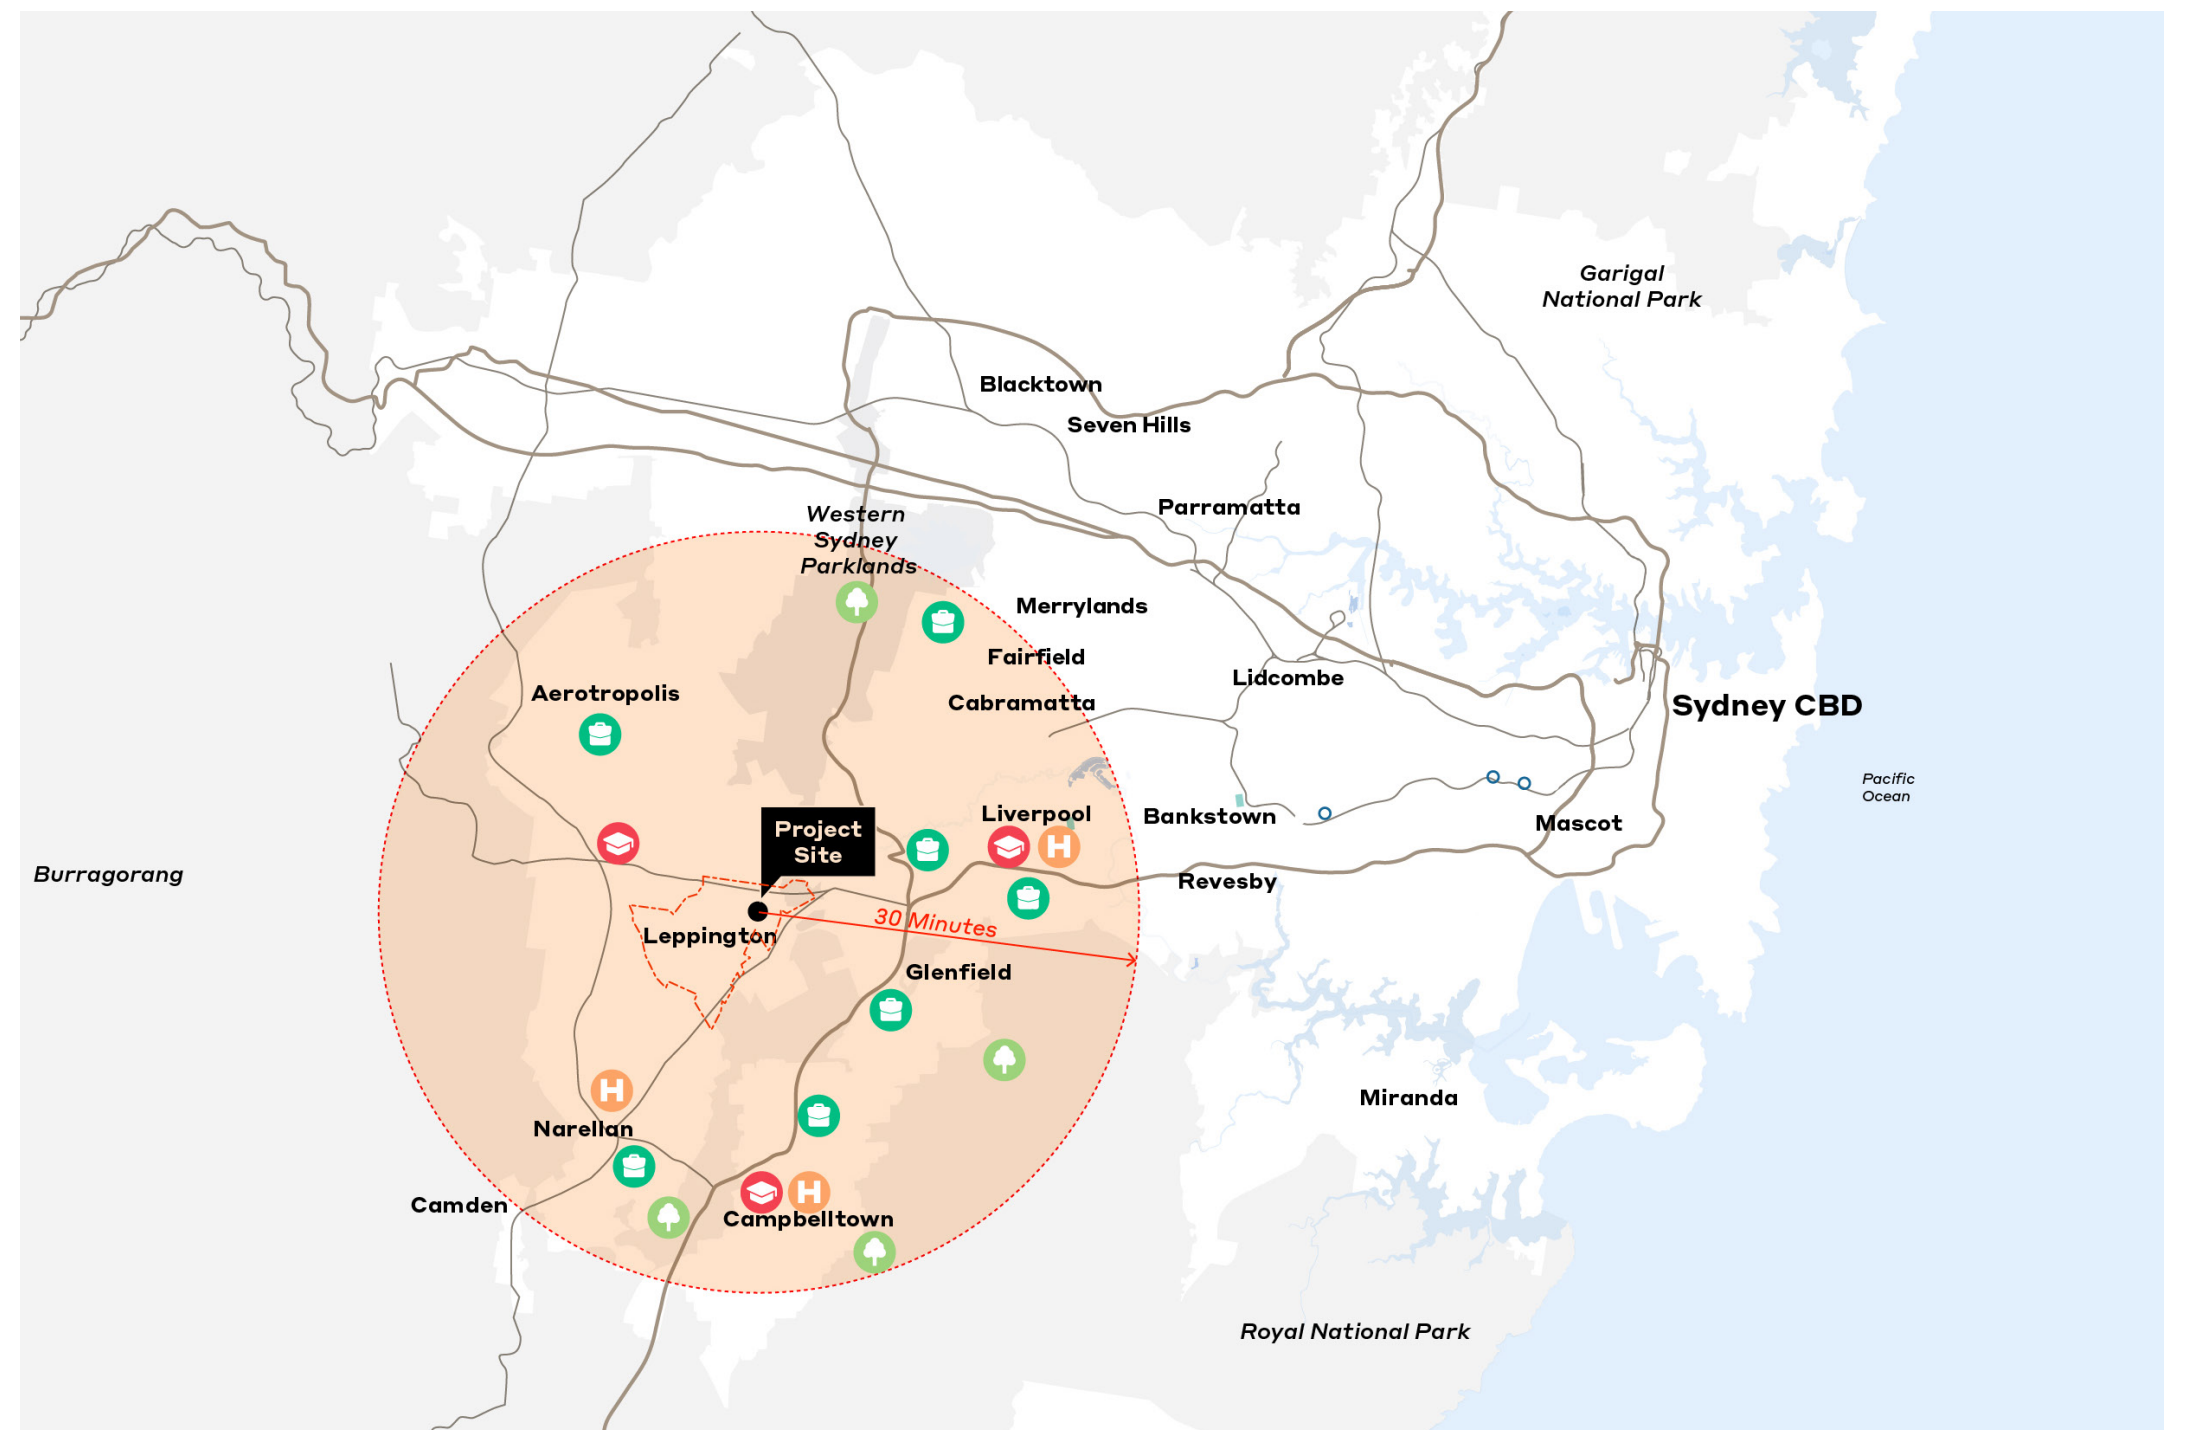 Garigal
National Park
Blacktown
Seven Hills
Parramatta
Western
Sydney
Parklands
Merrylands
Fairfield
Lidcombe
Aerotropolis
Cabramatta
Sydney CBD
Pacific
Ocean
Liverpool
Bankstown
Mascot
Project
Site
H
Burragorang
Revesby
30 Minutes
Leppington
Glenfield
H
Narellan
Miranda
Camden
H
Campbelltown
Royal National Park